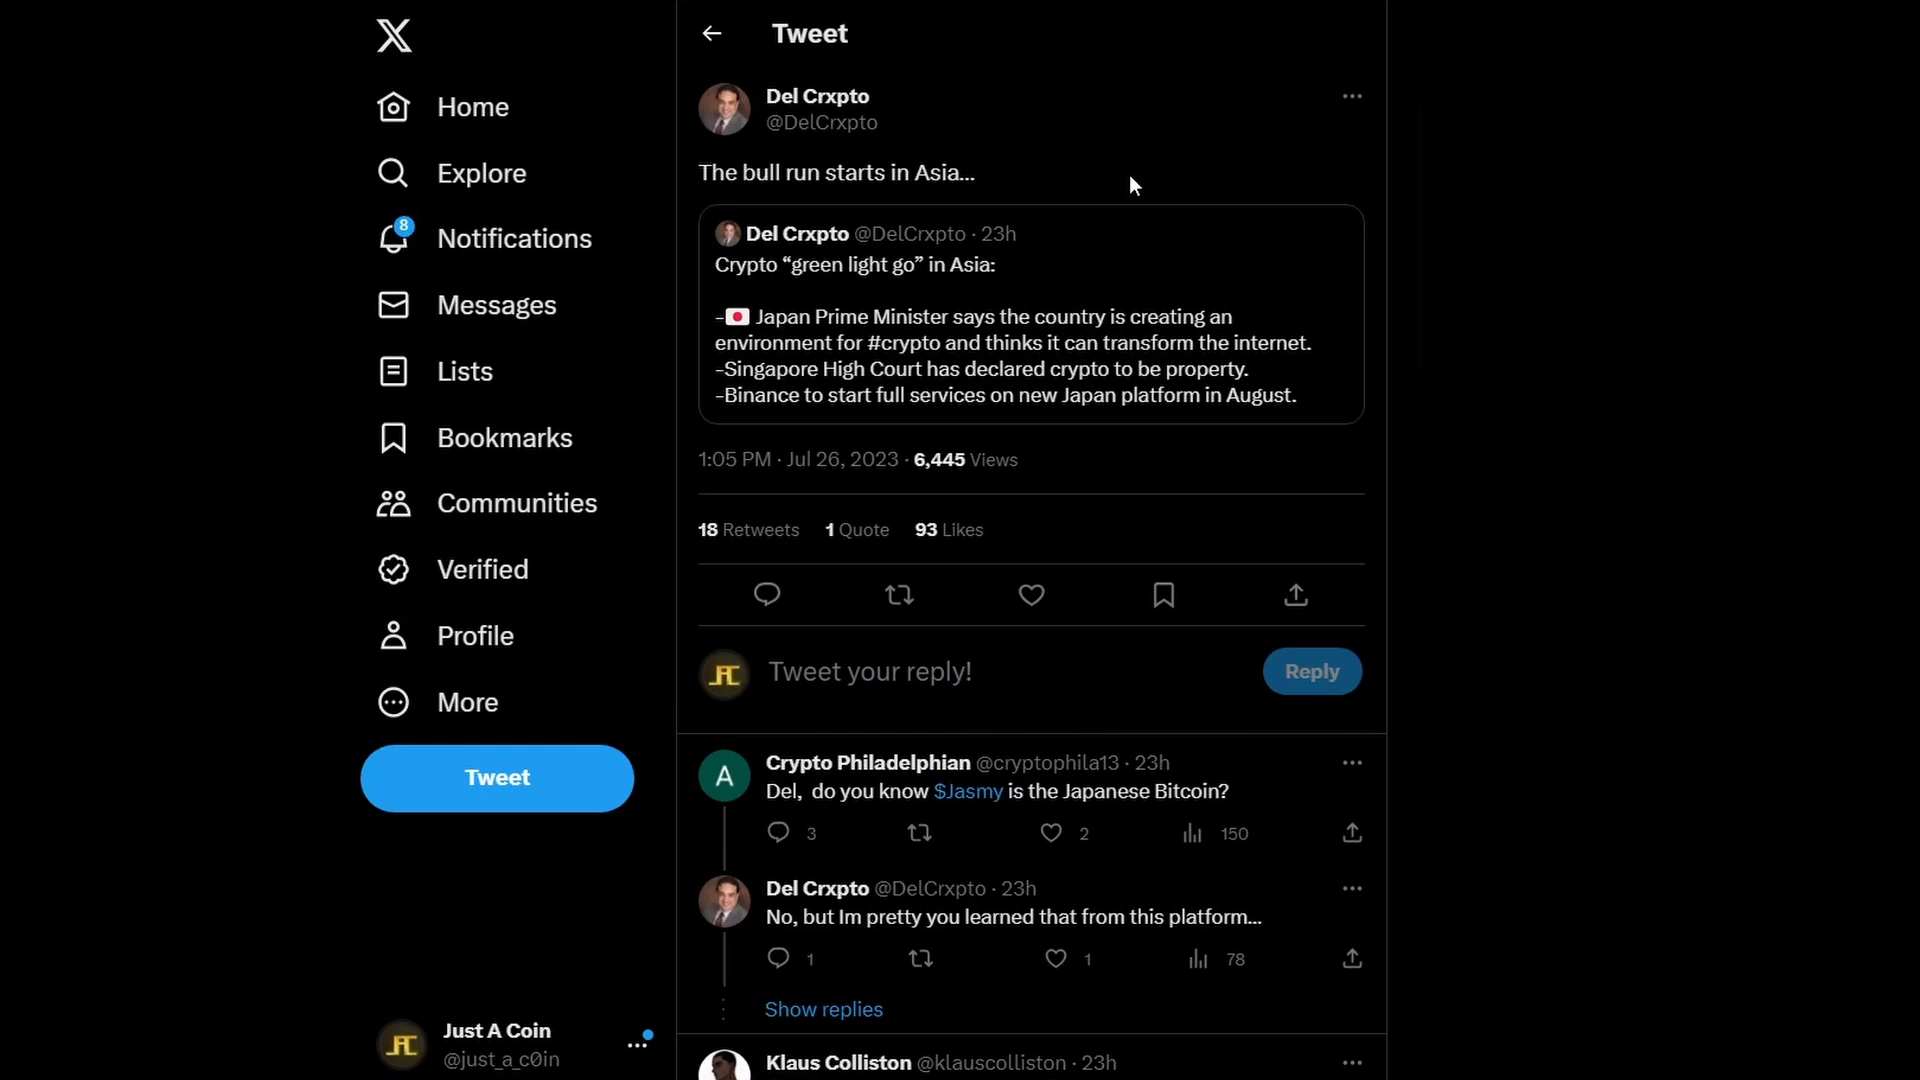 Tweet
Home
Explore
8
Notifications
Messages
Lists
Bookmarks
Communities
Verified
Profile
More
Tweet
Just A Coin
@just_a_c0in
Del Crxpto
@DelCrxpto
The bull run starts in Asia...
Del Crxpto @DelCrxpto · 23h
Crypto “green light go” in Asia:
-🇯🇵 Japan Prime Minister says the country is creating an
environment for #crypto and thinks it can transform the internet.
-Singapore High Court has declared crypto to be property.
-Binance to start full services on new Japan platform in August.
1:05 PM · Jul 26, 2023 · 6,445 Views
18 Retweets 1 Quote 93 Likes
Tweet your reply!
Reply
A
Crypto Philadelphian @cryptophila13 · 23h
Del, do you know $Jasmy is the Japanese Bitcoin?
3 2 150
Del Crxpto @DelCrxpto · 23h
No, but Im pretty you learned that from this platform...
1 1 78
Show replies
Klaus Colliston @klauscolliston · 23h